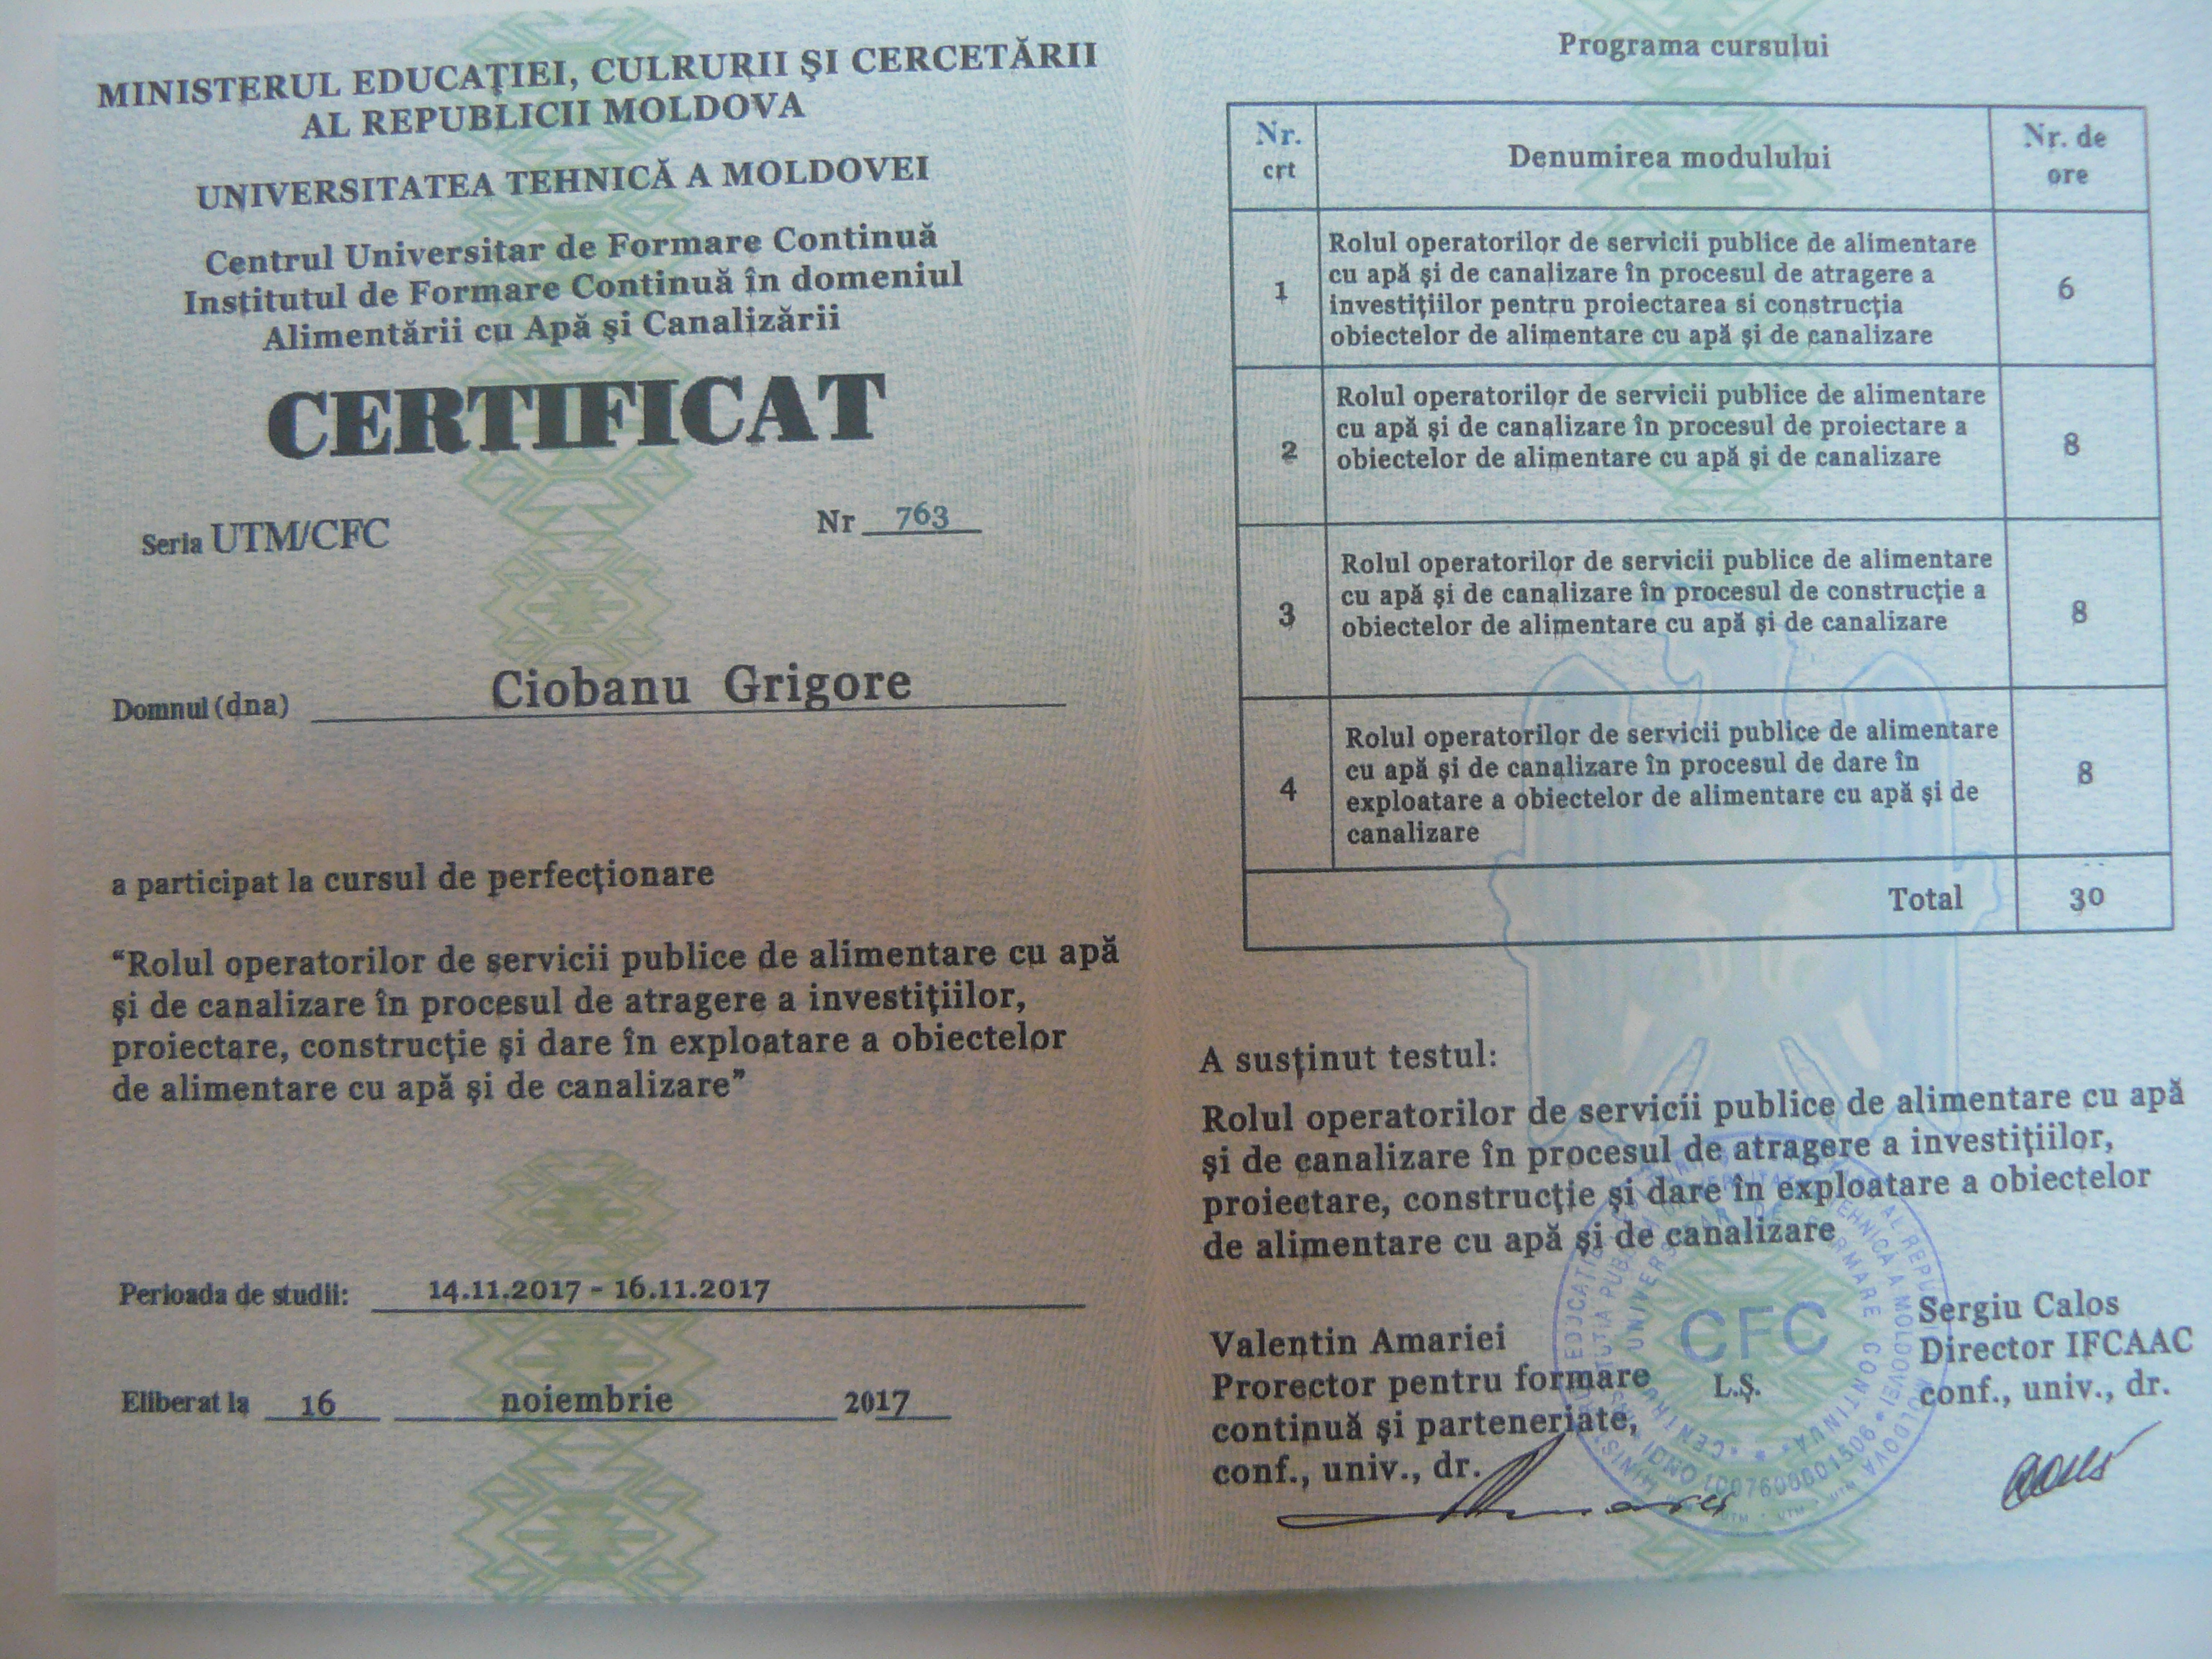 MINISTERUL EDUCAŢIEI, CULRURII ŞI CERCETĂRII
AL REPUBLICII MOLDOVA
UNIVERSITATEA TEHNICĂ A MOLDOVEI
Centrul Universitar de Formare Continuă
Institutul de Formare Continuă în domeniul
Alimentării cu Apă şi Canalizării
CERTIFICAT
Seria UTM/CFC Nr 763
Domnul (dna) Ciobanu Grigore
a participat la cursul de perfecţionare
“Rolul operatorilor de servicii publice de alimentare cu apă
şi de canalizare în procesul de atragere a investiţiilor,
proiectare, construcţie şi dare în exploatare a obiectelor
de alimentare cu apă şi de canalizare”
Perioada de studii: 14.11.2017 - 16.11.2017
Eliberat la 16 noiembrie 2017
Programa cursului
Nr. crt Denumirea modulului Nr. de ore
1 Rolul operatorilor de servicii publice de alimentare
cu apă şi de canalizare în procesul de atragere a
investiţiilor pentru proiectarea si construcţia
obiectelor de alimentare cu apă şi de canalizare
6
2 Rolul operatorilor de servicii publice de alimentare
cu apă şi de canalizare în procesul de proiectare a
obiectelor de alimentare cu apă şi de canalizare
8
3 Rolul operatorilor de servicii publice de alimentare
cu apă şi de canalizare în procesul de construcţie a
obiectelor de alimentare cu apă şi de canalizare
8
4 Rolul operatorilor de servicii publice de alimentare
cu apă şi de canalizare în procesul de dare în
exploatare a obiectelor de alimentare cu apă şi de
canalizare
8
Total 30
A susţinut testul:
Rolul operatorilor de servicii publice de alimentare cu apă
şi de canalizare în procesul de atragere a investiţiilor,
proiectare, construcţie şi dare în exploatare a obiectelor
de alimentare cu apă şi de canalizare
Valentin Amariei
Prorector pentru formare
continuă şi parteneriate,
conf., univ., dr.
CFC
L.Ş.
Sergiu Calos
Director IFCAAC
conf., univ., dr.